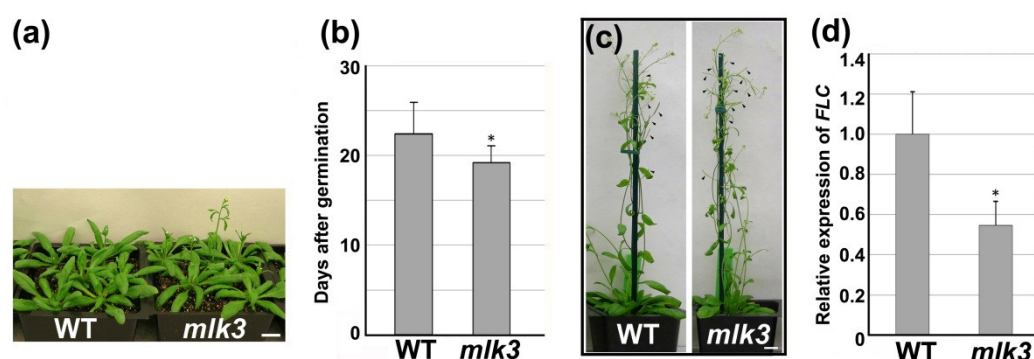 (a)
WT
mlk3
(b)
Days after germination
30
20
10
0
*
WT
mlk3
(c)
WT
mlk3
(d)
Relative expression of FLC
1.4
1.2
1.0
0.8
0.6
0.4
0.2
0
*
WT
mlk3